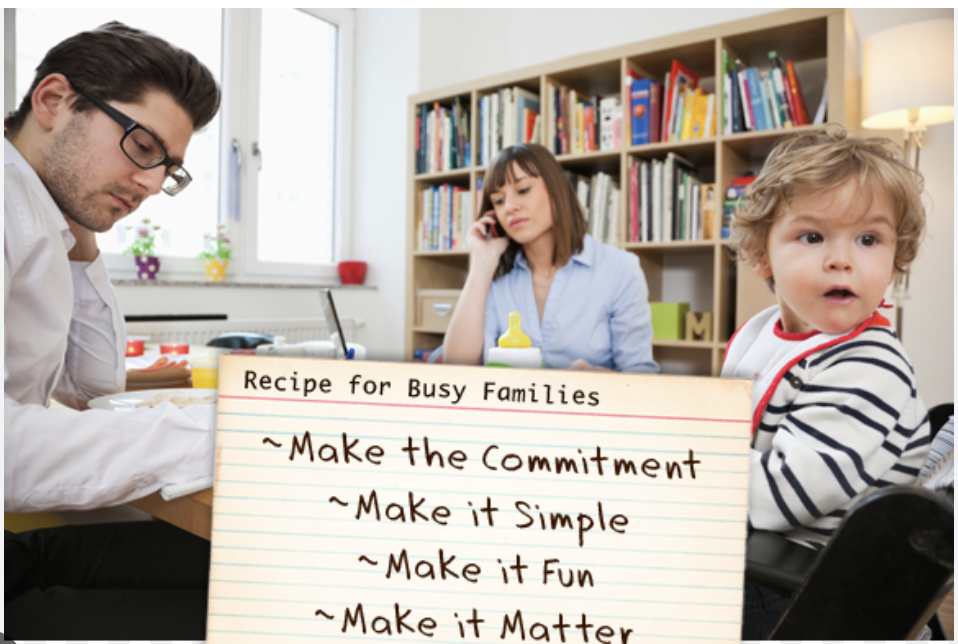 Recipe for Busy Families
~Make the Commitment
~Make it Simple
~Make it Fun
~Make it Matter
M